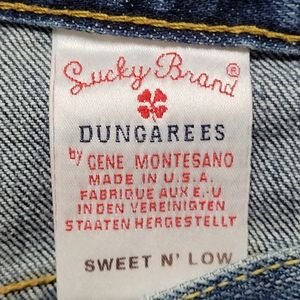 Lucky Brand®
DUNGAREES
by GENE MONTESANO
MADE IN U.S.A.
FABRIQUE AUX E.-U
IN DEN VEREINIGTEN
STAATEN HERGESTELLT
SWEET N' LOW